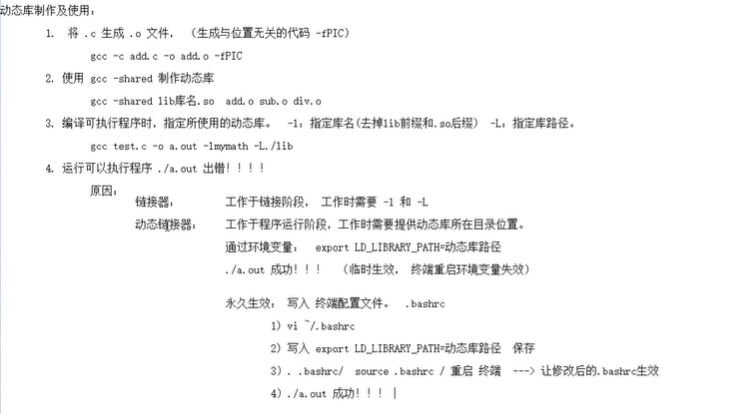 动态库制作及使用:
1. 将 .c 生成 .o 文件, (生成与位置无关的代码 -fPIC)
gcc -c add.c -o add.o -fPIC
2. 使用 gcc -shared 制作动态库
gcc -shared lib库名.so add.o sub.o div.o
3. 编译可执行程序时, 指定所使用的动态库。 -l: 指定库名(去掉lib前缀和.so后缀) -L: 指定库路径。
gcc test.c -o a.out -lmymath -L./lib
4. 运行可以执行程序 ./a.out 出错!!!!
原因:
链接器: 工作于链接阶段, 工作时需要 -l 和 -L
动态链接器: 工作于程序运行阶段, 工作时需要提供动态库所在目录位置。
通过环境变量: export LD_LIBRARY_PATH=动态库路径
./a.out 成功!!! (临时生效, 终端重启环境变量失效)
永久生效: 写入 终端配置文件。 .bashrc
1) vi ~/.bashrc
2) 写入 export LD_LIBRARY_PATH=动态库路径 保存
3) . .bashrc/ source .bashrc / 重启 终端 ---> 让修改后的.bashrc生效
4) ./a.out 成功!!!